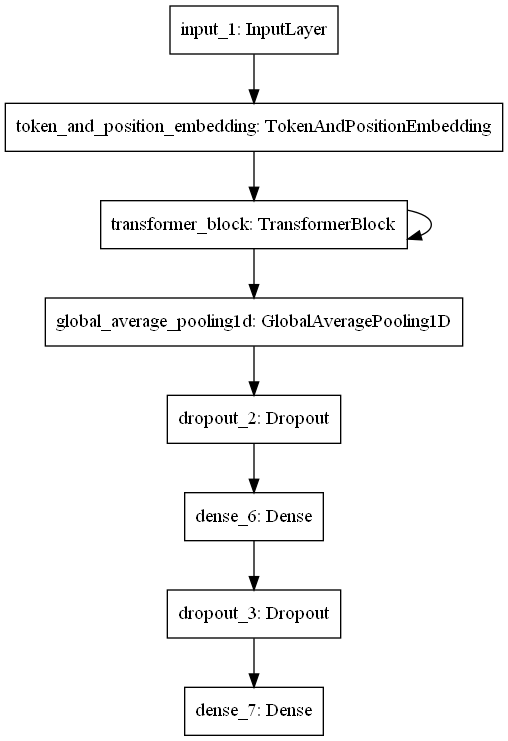 input_1: InputLayer
token_and_position_embedding: TokenAndPositionEmbedding
transformer_block: TransformerBlock
global_average_pooling1d: GlobalAveragePooling1D
dropout_2: Dropout
dense_6: Dense
dropout_3: Dropout
dense_7: Dense